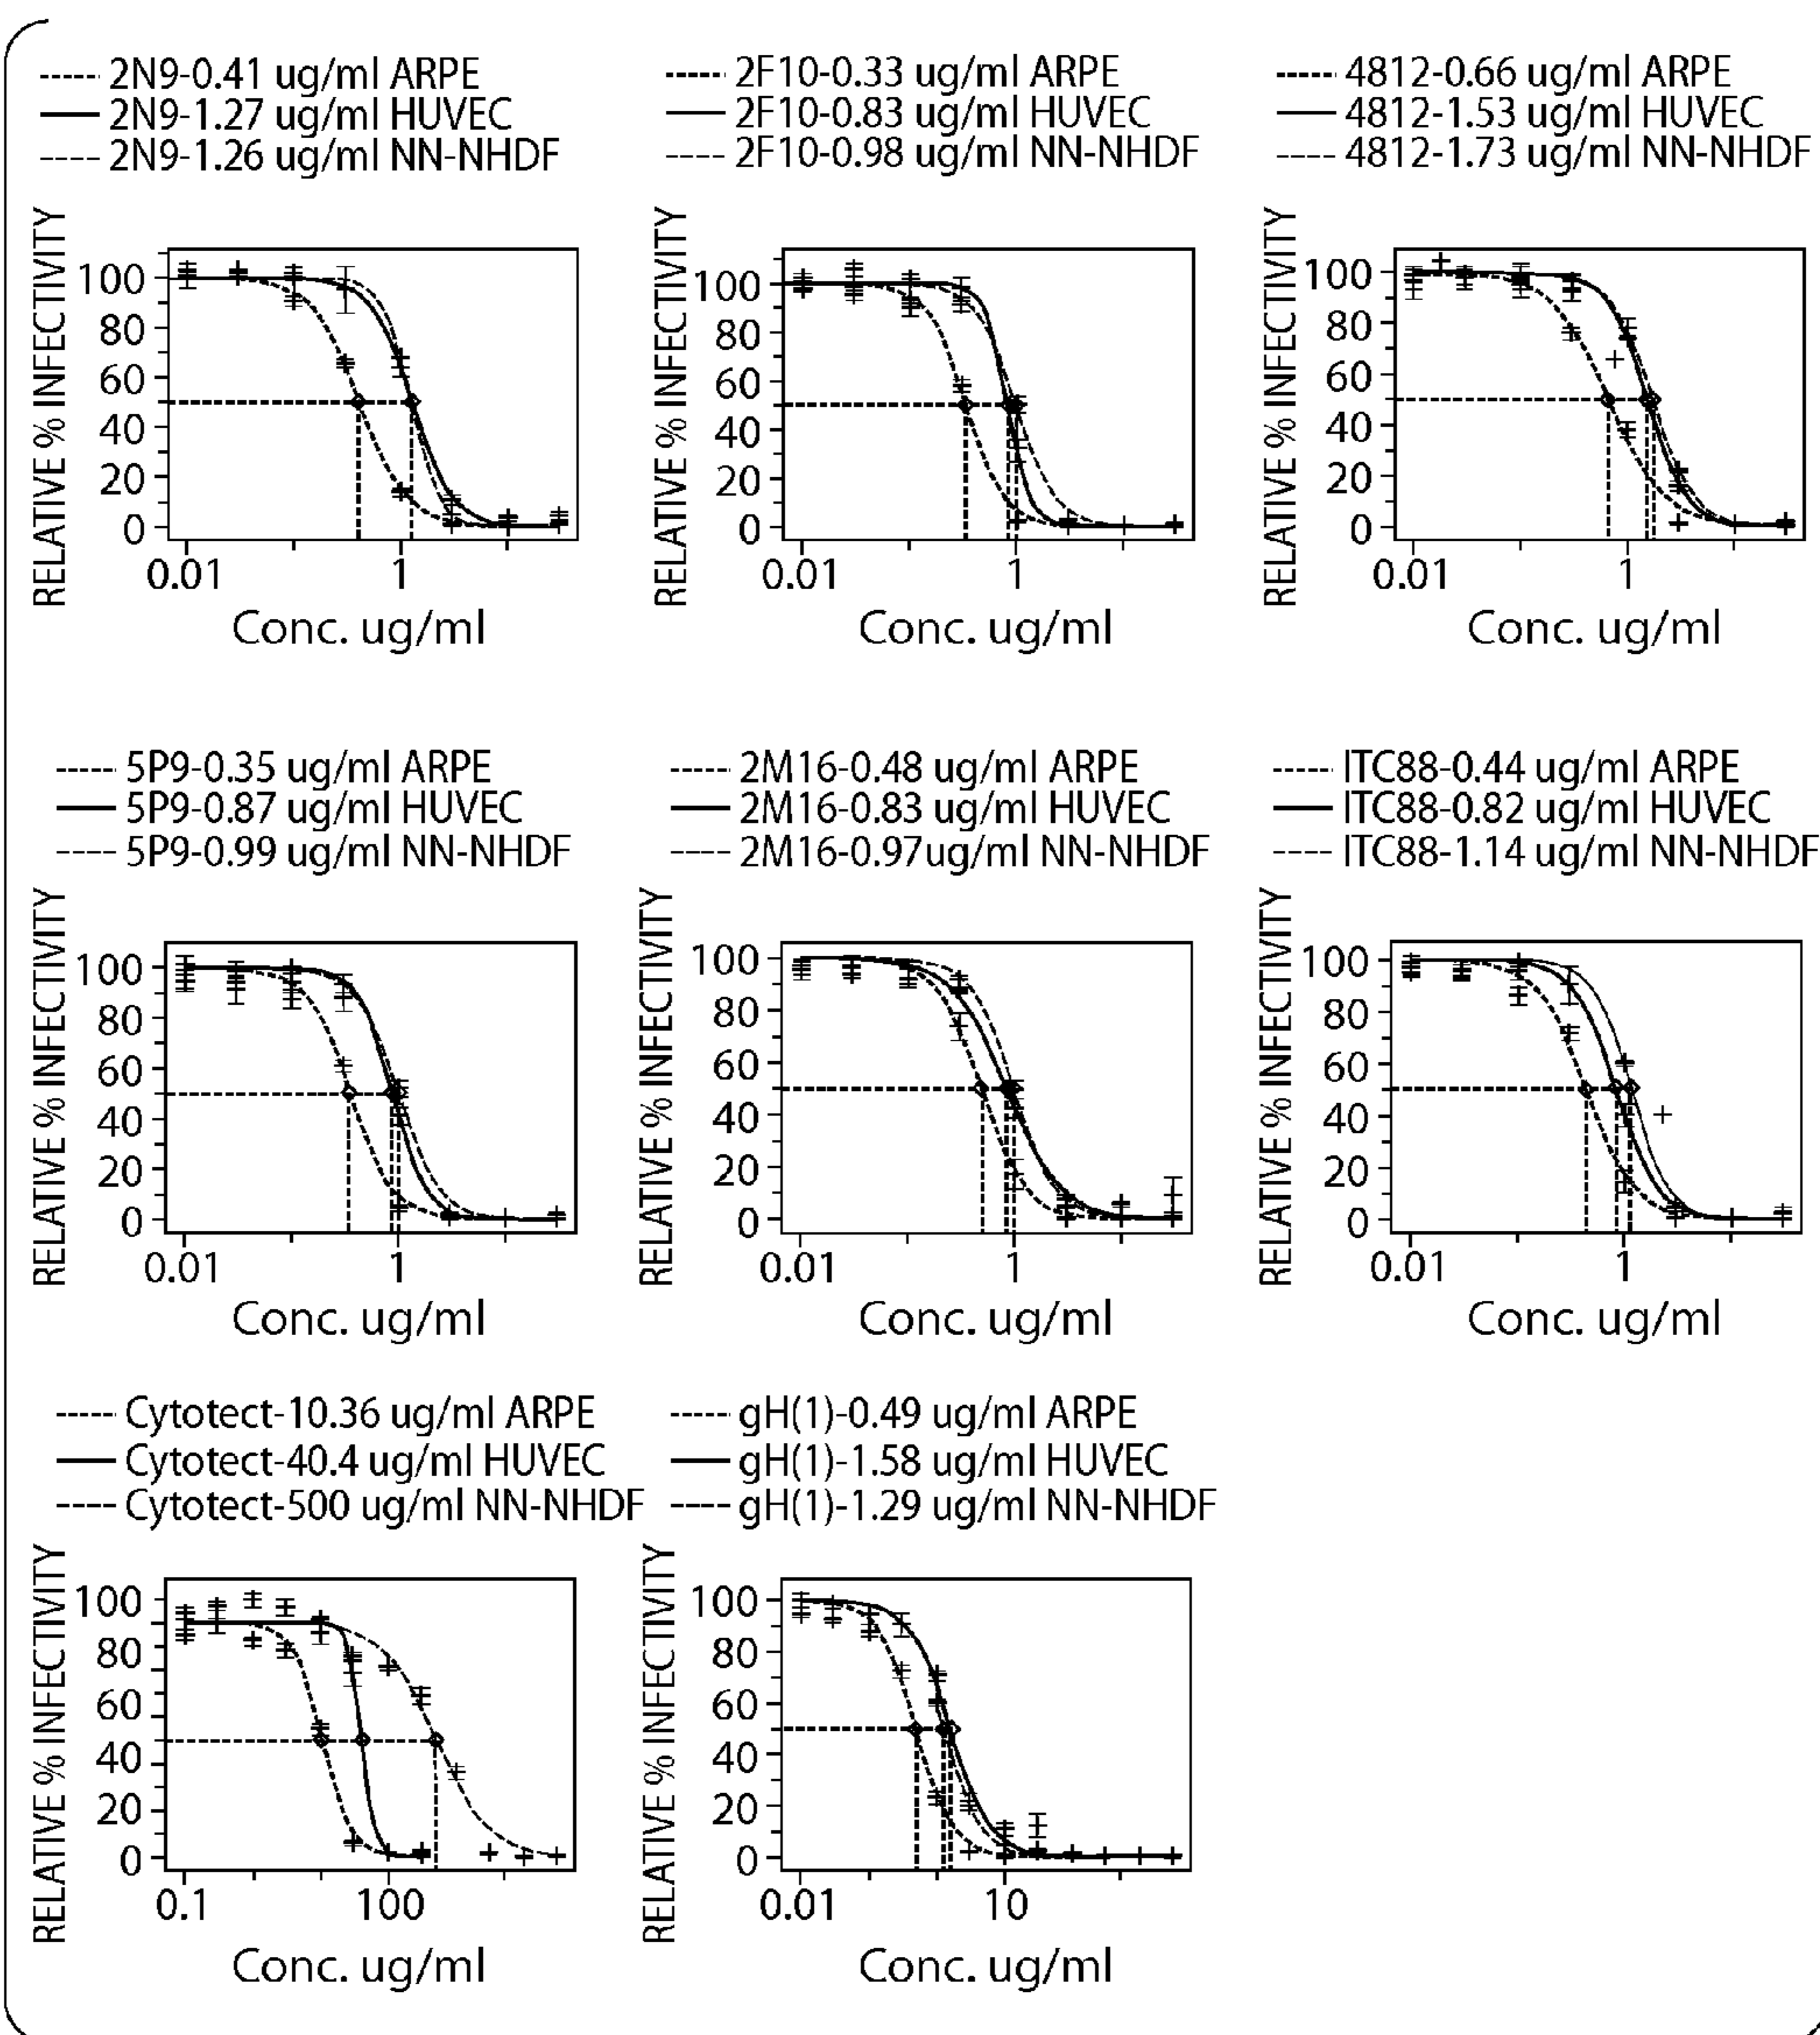 2N9-0.41 ug/ml ARPE
2N9-1.27 ug/ml HUVEC
2N9-1.26 ug/ml NN-NHDF
RELATIVE % INFECTIVITY
100
80
60
40
20
0
0.01 1
Conc. ug/ml
2F10-0.33 ug/ml ARPE
2F10-0.83 ug/ml HUVEC
2F10-0.98 ug/ml NN-NHDF
RELATIVE % INFECTIVITY
100
80
60
40
20
0
0.01 1
Conc. ug/ml
4812-0.66 ug/ml ARPE
4812-1.53 ug/ml HUVEC
4812-1.73 ug/ml NN-NHDF
RELATIVE % INFECTIVITY
100
80
60
40
20
0
0.01 1
Conc. ug/ml
5P9-0.35 ug/ml ARPE
5P9-0.87 ug/ml HUVEC
5P9-0.99 ug/ml NN-NHDF
RELATIVE % INFECTIVITY
100
80
60
40
20
0
0.01 1
Conc. ug/ml
2M16-0.48 ug/ml ARPE
2M16-0.83 ug/ml HUVEC
2M16-0.97ug/ml NN-NHDF
RELATIVE % INFECTIVITY
100
80
60
40
20
0
0.01 1
Conc. ug/ml
ITC88-0.44 ug/ml ARPE
ITC88-0.82 ug/ml HUVEC
ITC88-1.14 ug/ml NN-NHDF
RELATIVE % INFECTIVITY
100
80
60
40
20
0
0.01 1
Conc. ug/ml
Cytotect-10.36 ug/ml ARPE
Cytotect-40.4 ug/ml HUVEC
Cytotect-500 ug/ml NN-NHDF
RELATIVE % INFECTIVITY
100
80
60
40
20
0
0.1 100
Conc. ug/ml
gH(1)-0.49 ug/ml ARPE
gH(1)-1.58 ug/ml HUVEC
gH(1)-1.29 ug/ml NN-NHDF
RELATIVE % INFECTIVITY
100
80
60
40
20
0
0.01 10
Conc. ug/ml